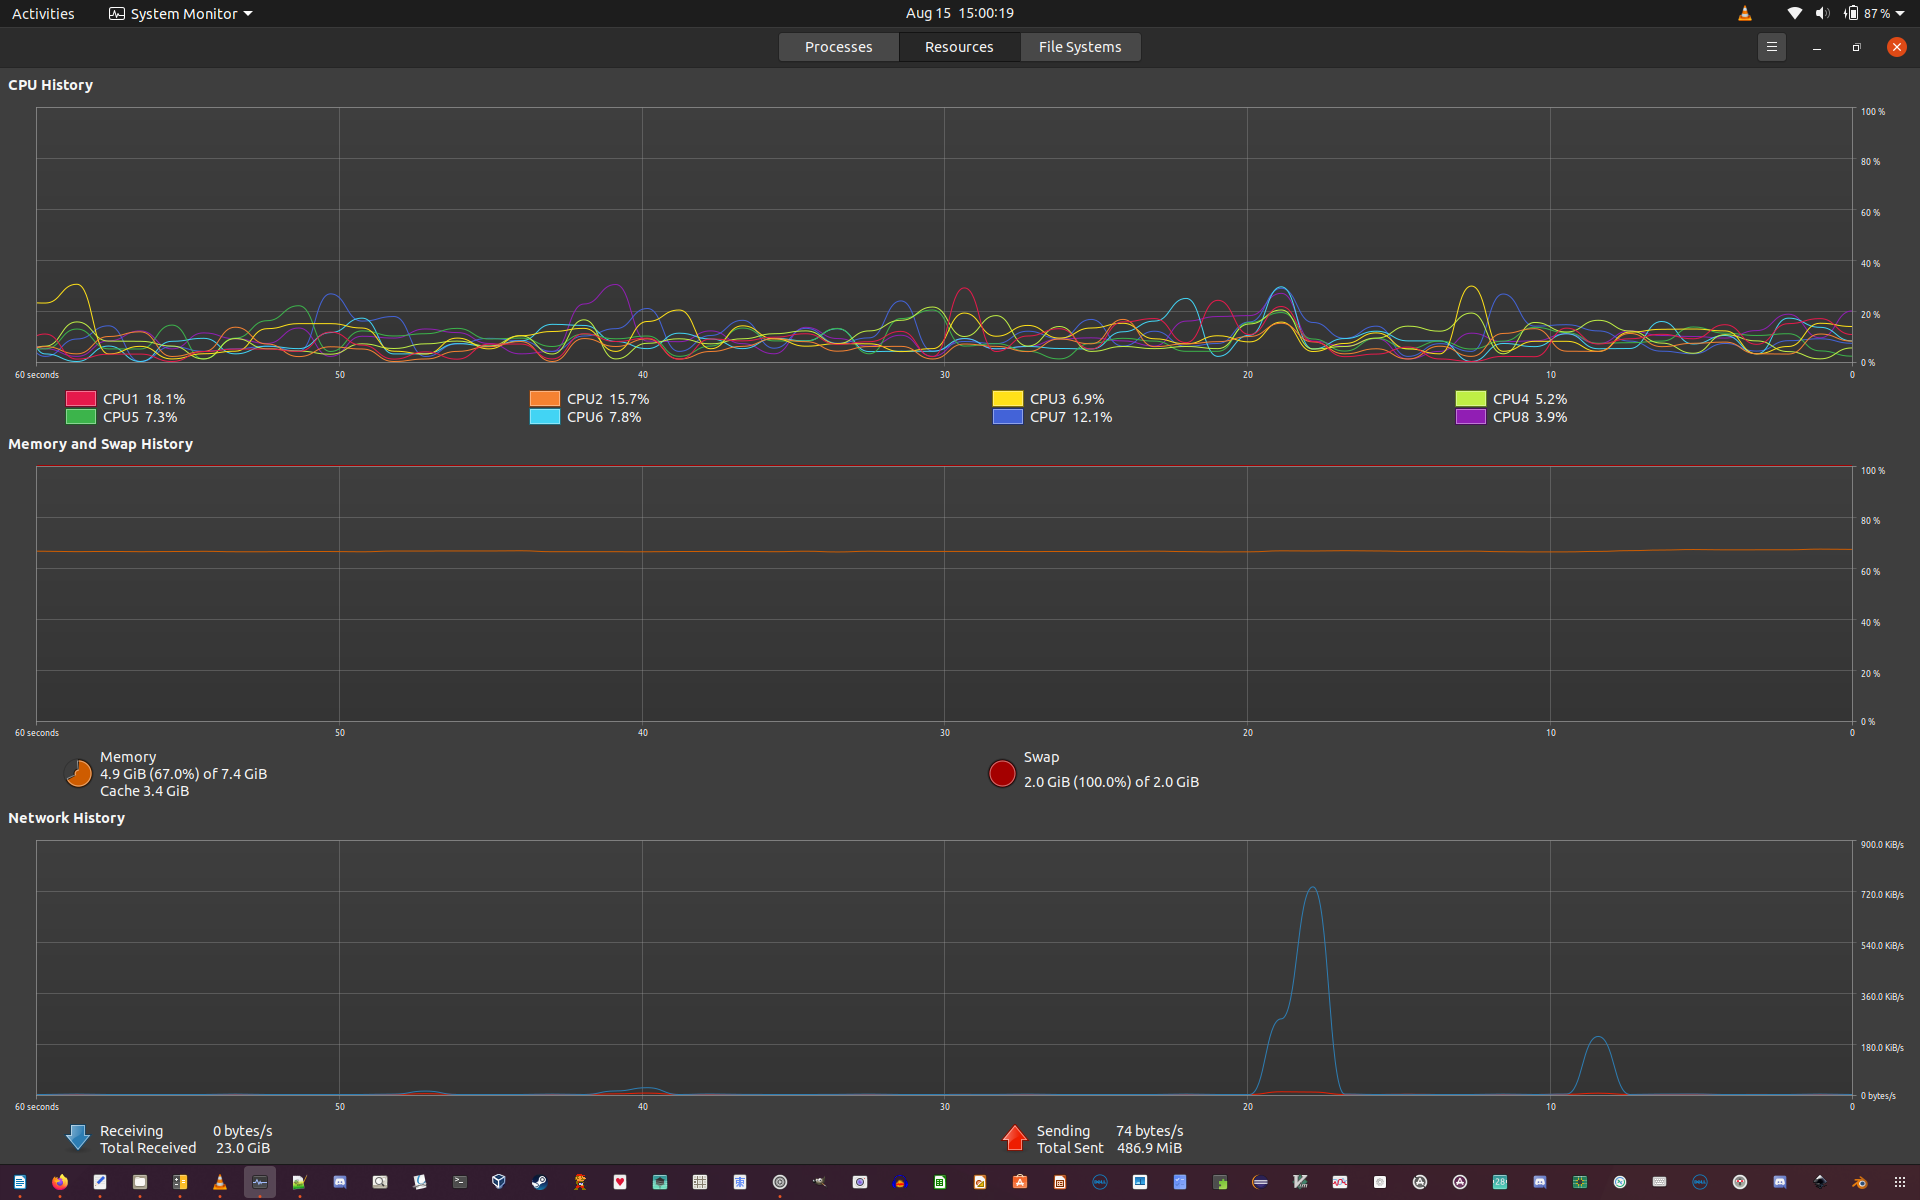 Activities
System Monitor
Aug 15 15:00:19
87 %
Processes
Resources
File Systems
CPU History
100 %
80 %
60 %
40 %
20 %
0 %
60 seconds
50
40
30
20
10
0
CPU1 18.1%
CPU2 15.7%
CPU3 6.9%
CPU4 5.2%
CPU5 7.3%
CPU6 7.8%
CPU7 12.1%
CPU8 3.9%
Memory and Swap History
100 %
80 %
60 %
40 %
20 %
0 %
60 seconds
50
40
30
20
10
0
Memory
4.9 GiB (67.0%) of 7.4 GiB
Cache 3.4 GiB
Swap
2.0 GiB (100.0%) of 2.0 GiB
Network History
900.0 KiB/s
720.0 KiB/s
540.0 KiB/s
360.0 KiB/s
180.0 KiB/s
0 bytes/s
60 seconds
50
40
30
20
10
0
Receiving 0 bytes/s
Total Received 23.0 GiB
Sending 74 bytes/s
Total Sent 486.9 MiB